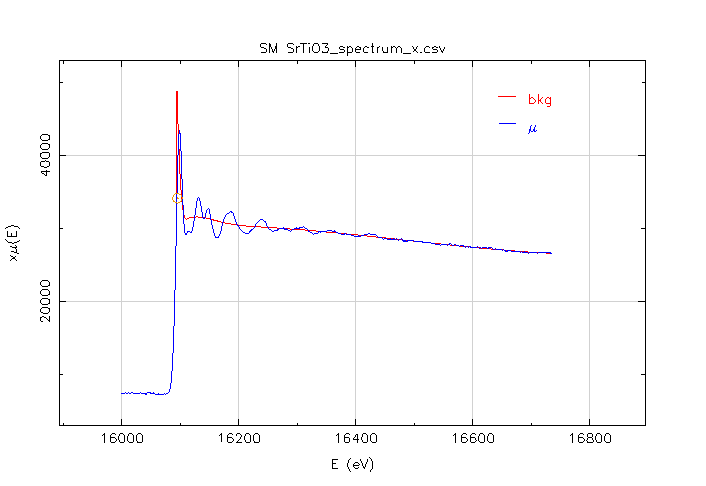 SM SrTiO3_spectrum_x.csv
bkg
μ
40000
20000
xμ(E)
16000 16200 16400 16600 16800
E (eV)